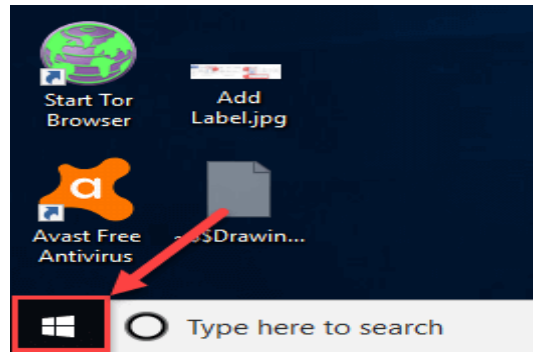 Start Tor
Browser
Add
Label.jpg
Avast Free
Antivirus
Type here to search